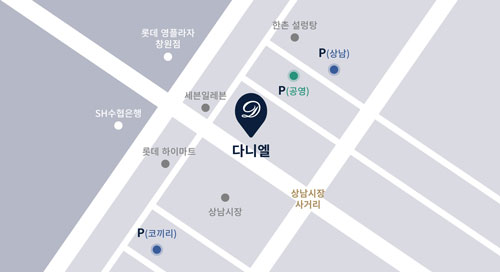 한촌 설렁탕
롯데 영플라자
창원점
P(상남)
P(공영)
세븐일레븐
SH수협은행
다니엘
롯데 하이마트
상남시장
사거리
상남시장
P(코끼리)